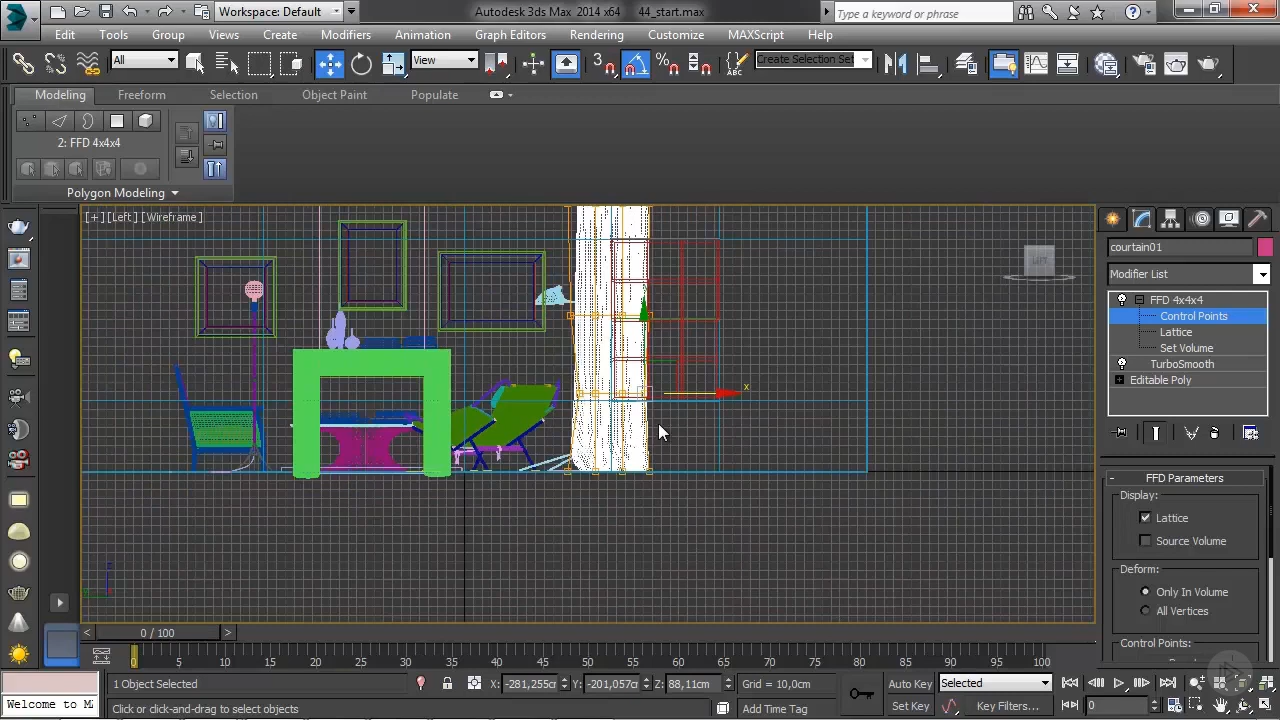 Workspace: Default
Autodesk 3ds Max 2014 x64 44_start.max
Type a keyword or phrase
Edit Tools Group Views Create Modifiers Animation Graph Editors Rendering Customize MAXScript Help
All
View
Create Selection Set
Modeling Freeform Selection Object Paint Populate
2: FFD 4x4x4
Polygon Modeling
[+] [Left] [Wireframe]
LEFT
x
courtain01
Modifier List
FFD 4x4x4
Control Points
Lattice
Set Volume
TurboSmooth
Editable Poly
- FFD Parameters
Display:
Lattice
Source Volume
Deform:
Only In Volume
All Vertices
Control Points:
< 0 / 100 >
0 5 10 15 20 25 30 35 40 45 50 55 60 65 70 75 80 85 90 95 100
1 Object Selected
X: -281,255cm Y: -201,057cm Z: 88,11cm
Grid = 10,0cm
Auto Key
Selected
Welcome to M
Click or click-and-drag to select objects
Add Time Tag
Set Key
Key Filters...
0